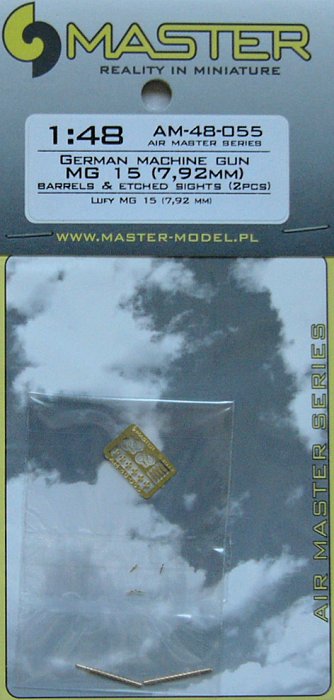 MASTER
REALITY IN MINIATURE
1:48 AM-48-055
AIR MASTER SERIES
GERMAN MACHINE GUN
MG 15 (7,92MM)
BARRELS & ETCHED SIGHTS (2PCS)
LUFY MG 15 (7,92 MM)
WWW.MASTER-MODEL.PL
AIR MASTER SERIES